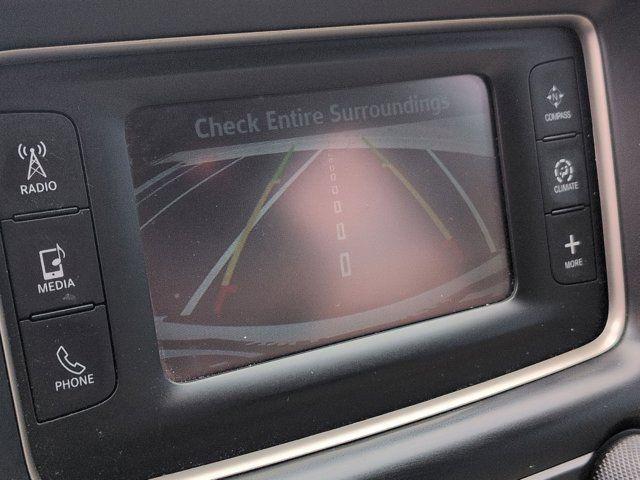 Check Entire Surroundings
RADIO
MEDIA
PHONE
N
COMPASS
CLIMATE
MORE